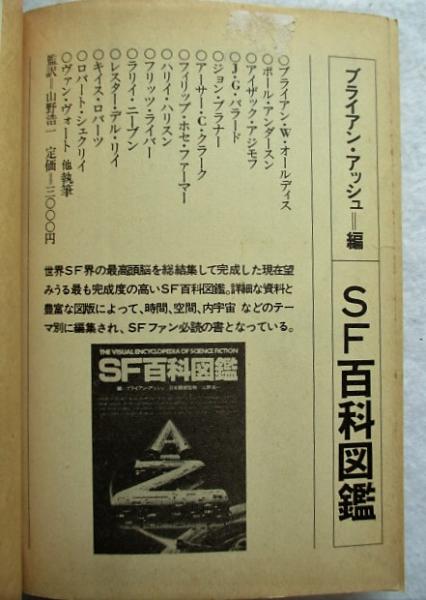 ブライアン・アッシュ＝編
SF百科図鑑
○ブライアン・W・オールディス
○ポール・アンダースン
○アイザック・アジモフ
○J・G・バラード
○ジョン・ブラナー
○アーサー・C・クラーク
○フィリップ・ホセ・ファーマー
○ハリイ・ハリスン
○フリッツ・ライバー
○ラリイ・ニーブン
○レスター・デル・リイ
○キイス・ロバーツ
○ロバート・シェクリイ
○ヴァン・ヴォート 他執筆
監訳＝山野浩一 定価＝三〇〇〇円
世界SF界の最高頭脳を総結集して完成した現在望
みうる最も完成度の高いSF百科図鑑。詳細な資料と
豊富な図版によって、時間、空間、内宇宙 などのテー
マ別に編集され、SFファン必読の書となっている。
THE VISUAL ENCYCLOPEDIA OF SCIENCE FICTION
SF百科図鑑